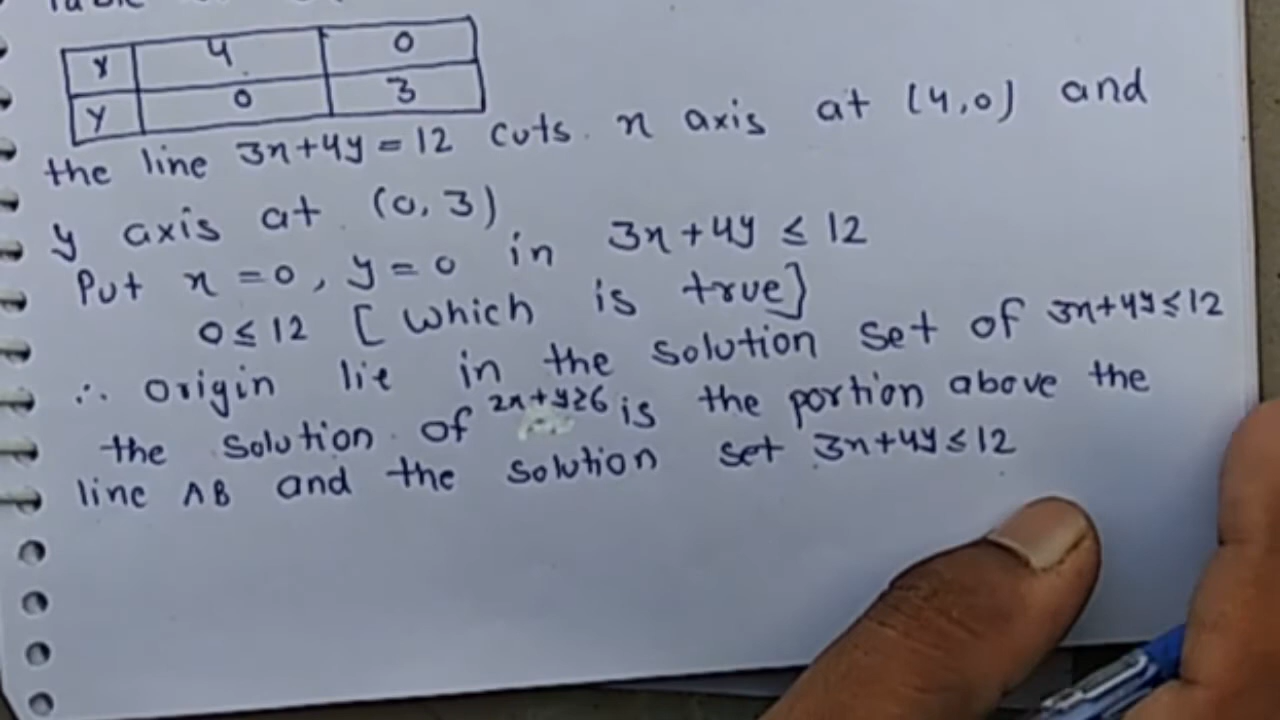 X 4 0
Y 0 3
the line 3x+4y=12 cuts x axis at (4,0) and
y axis at (0,3)
Put x=0, y=0 in 3x+4y ≤ 12
0 ≤ 12 [which is true]
∴ origin lie in the solution set of 3x+4y≤12
the solution of 2x+y≥6 is the portion above the
line AB and the solution set 3x+4y≤12